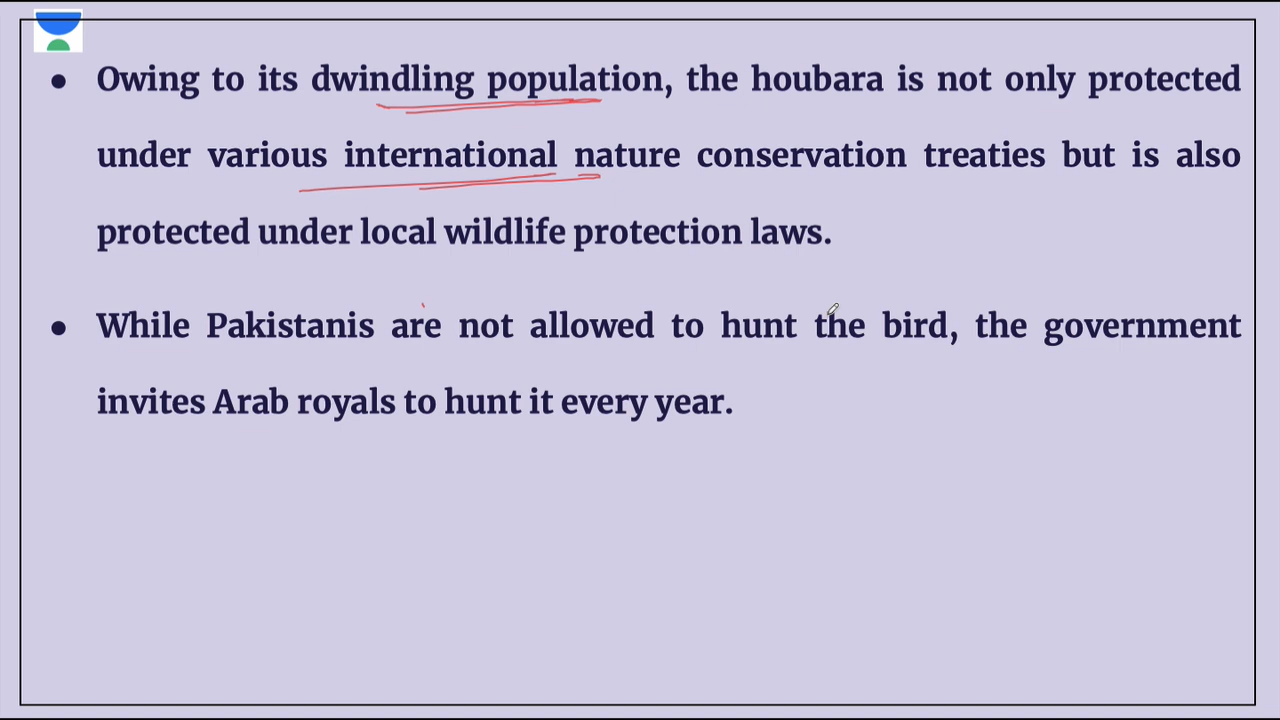 ● Owing to its dwindling population, the houbara is not only protected
under various international nature conservation treaties but is also
protected under local wildlife protection laws.
● While Pakistanis are not allowed to hunt the bird, the government
invites Arab royals to hunt it every year.